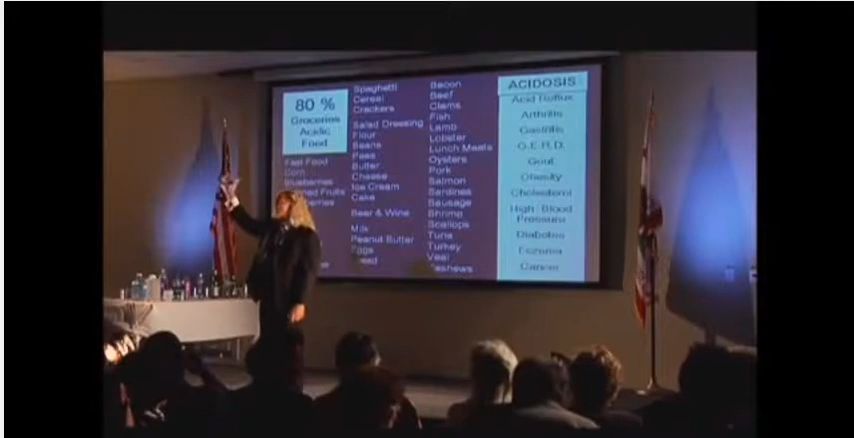 80 %
Groceries
Acidic
Food
Fast Food
Corn
Blueberries
Fruits
Spaghetti
Cereal
Crackers
Salad Dressing
Flour
Beans
Peas
Butter
Cheese
Ice Cream
Cake
Beer & Wine
Milk
Peanut Butter
Eggs
Bacon
Beef
Clams
Fish
Lamb
Lobster
Lunch Meats
Oysters
Pork
Salmon
Sardines
Sausage
Shrimp
Scallops
Tuna
Turkey
Veal
Cashews
ACIDOSIS
Acid Reflux
Arthritis
Gastritis
G.E.R.D.
Gout
Obesity
Cholesterol
High Blood
Pressure
Diabetes
Eczema
Cancer